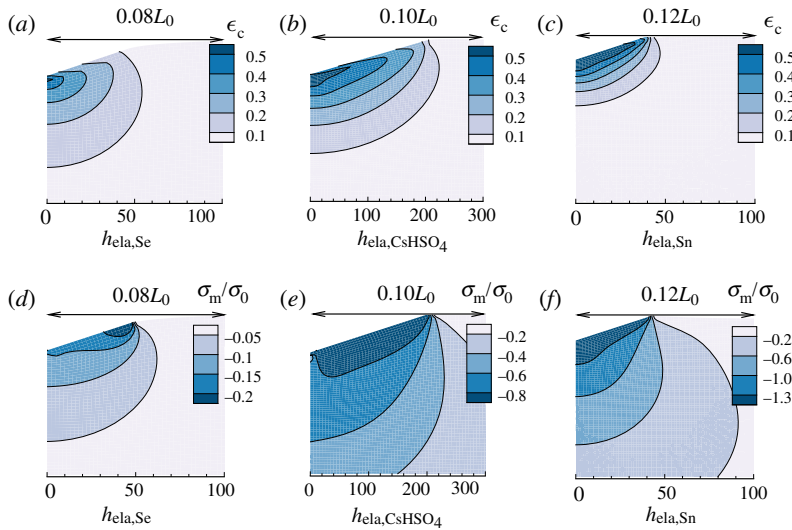 (a) 0.08L₀ ϵc
0.5
0.4
0.3
0.2
0.1
0 50 100
hela,Se
(b) 0.10L₀ ϵc
0.5
0.4
0.3
0.2
0.1
0 100 200 300
hela,CsHSO₄
(c) 0.12L₀ ϵc
0.5
0.4
0.3
0.2
0.1
0 50 100
hela,Sn
(d) 0.08L₀ σm/σ0
–0.05
–0.1
–0.15
–0.2
0 50 100
hela,Se
(e) 0.10L₀ σm/σ0
–0.2
–0.4
–0.6
–0.8
0 100 200 300
hela,CsHSO₄
(f) 0.12L₀ σm/σ0
–0.2
–0.6
–1.0
–1.3
0 50 100
hela,Sn